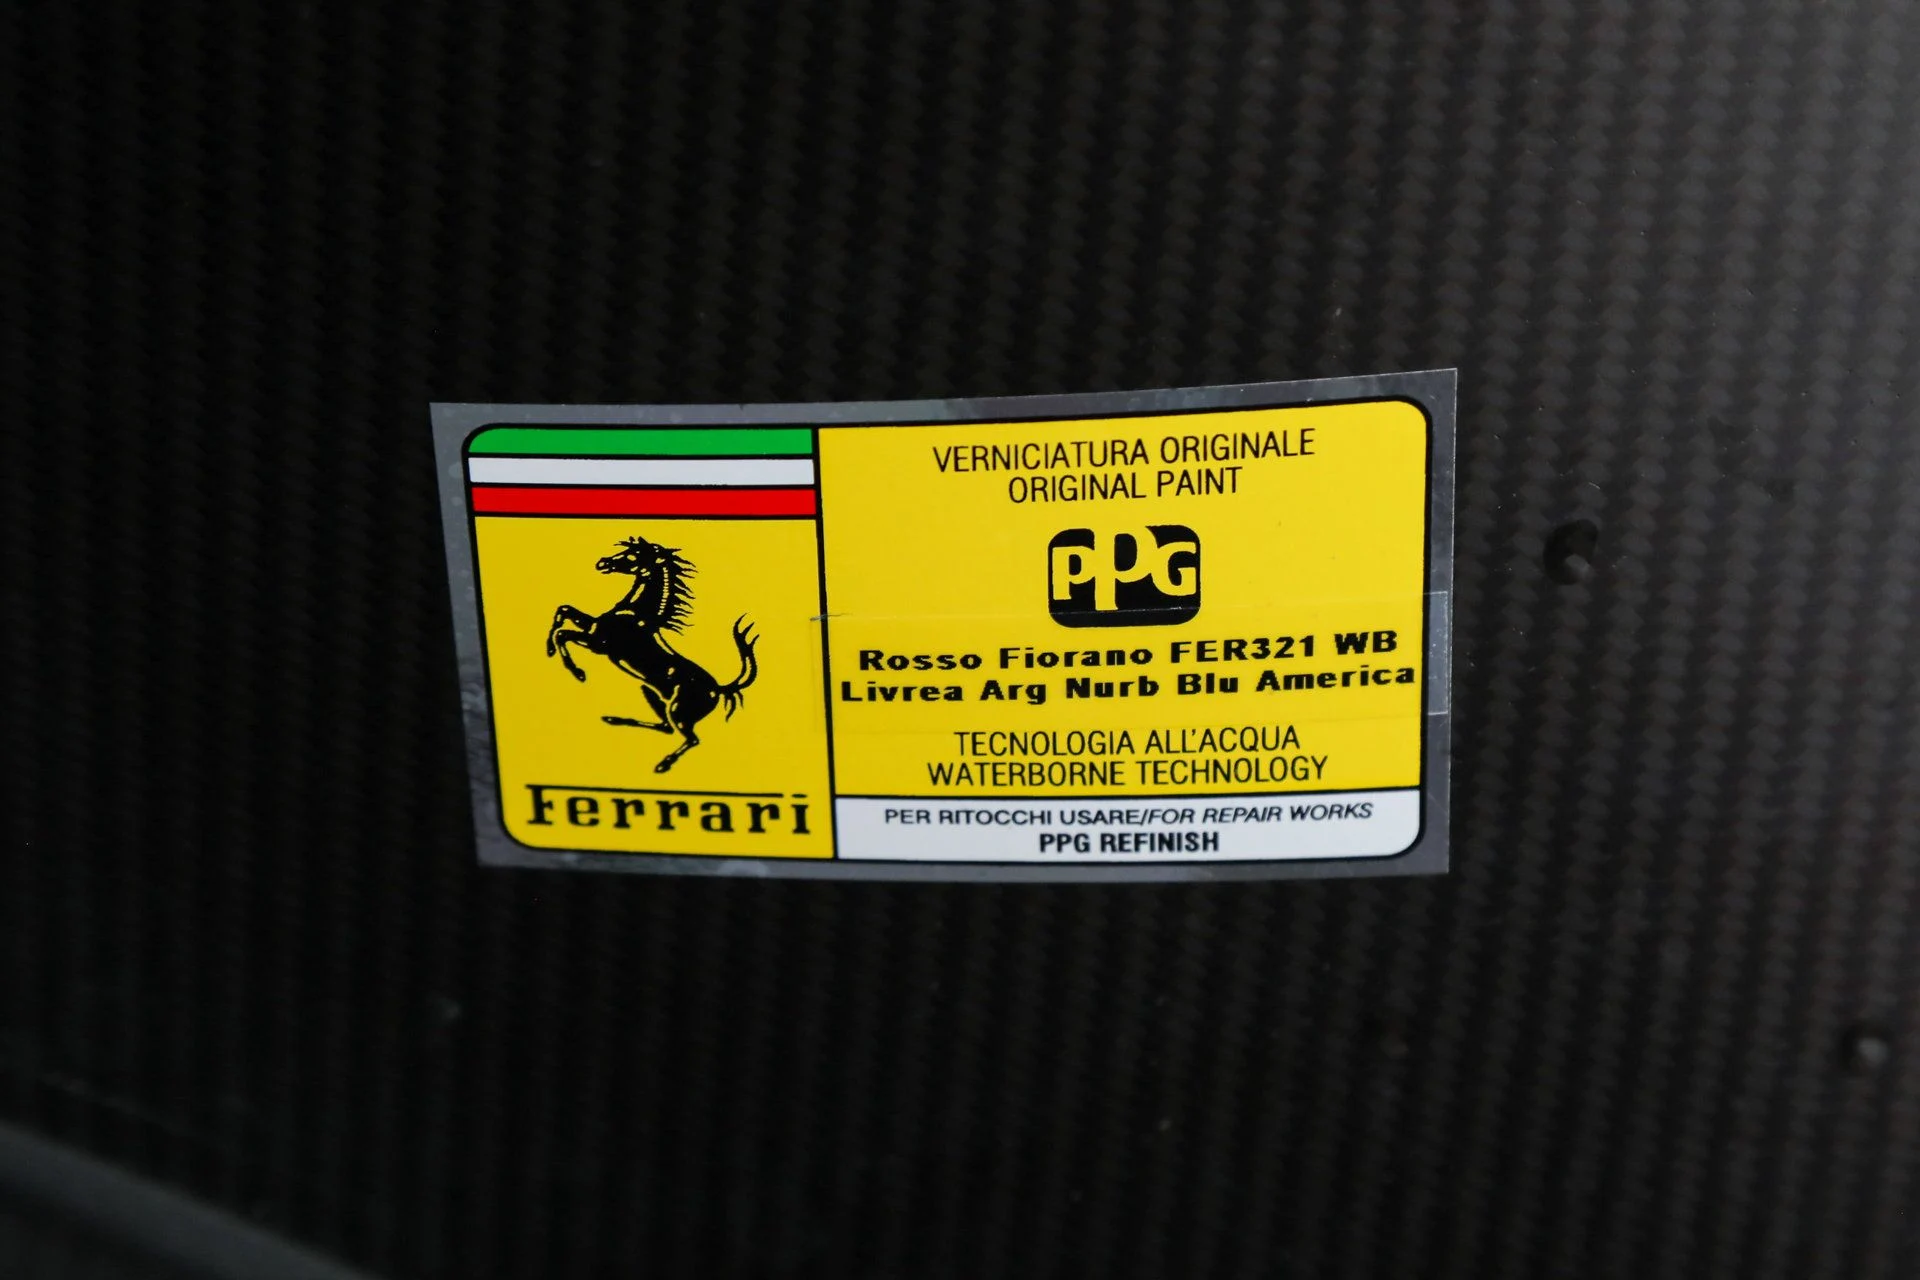 VERNICIATURA ORIGINALE
ORIGINAL PAINT
PPG
Rosso Fiorano FER321 WB
Livrea Arg Nurb Blu America
TECNOLOGIA ALL'ACQUA
WATERBORNE TECHNOLOGY
PER RITOCCHI USARE/FOR REPAIR WORKS
PPG REFINISH
Ferrari